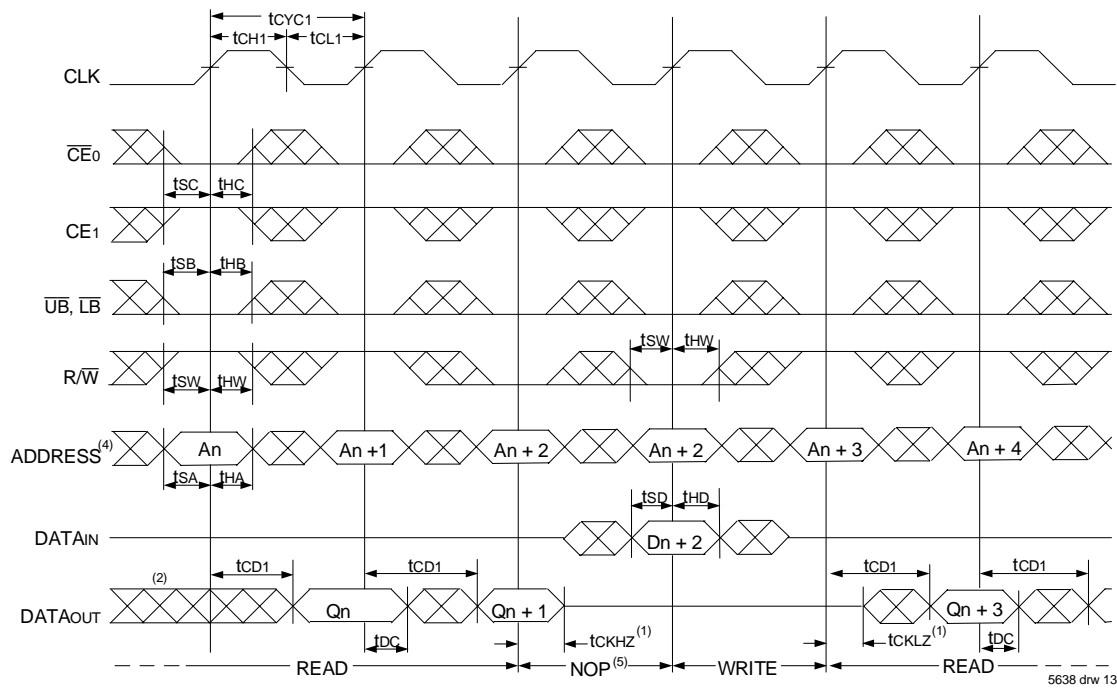 tCYC1
tCH1 tCL1
CLK
CE0
tSC tHC
CE1
tSB tHB
UB, LB
tSW tHW
R/W
tSW tHW
ADDRESS(4) An An +1 An + 2 An + 2 An + 3 An + 4
tSA tHA
tSD tHD
DATAIN Dn + 2
(2) tCD1 tCD1 tCD1 tCD1
DATAOUT Qn Qn + 1 Qn + 3
tDC tCKHZ(1) tCKLZ(1) tDC
READ NOP(5) WRITE READ
5638 drw 13